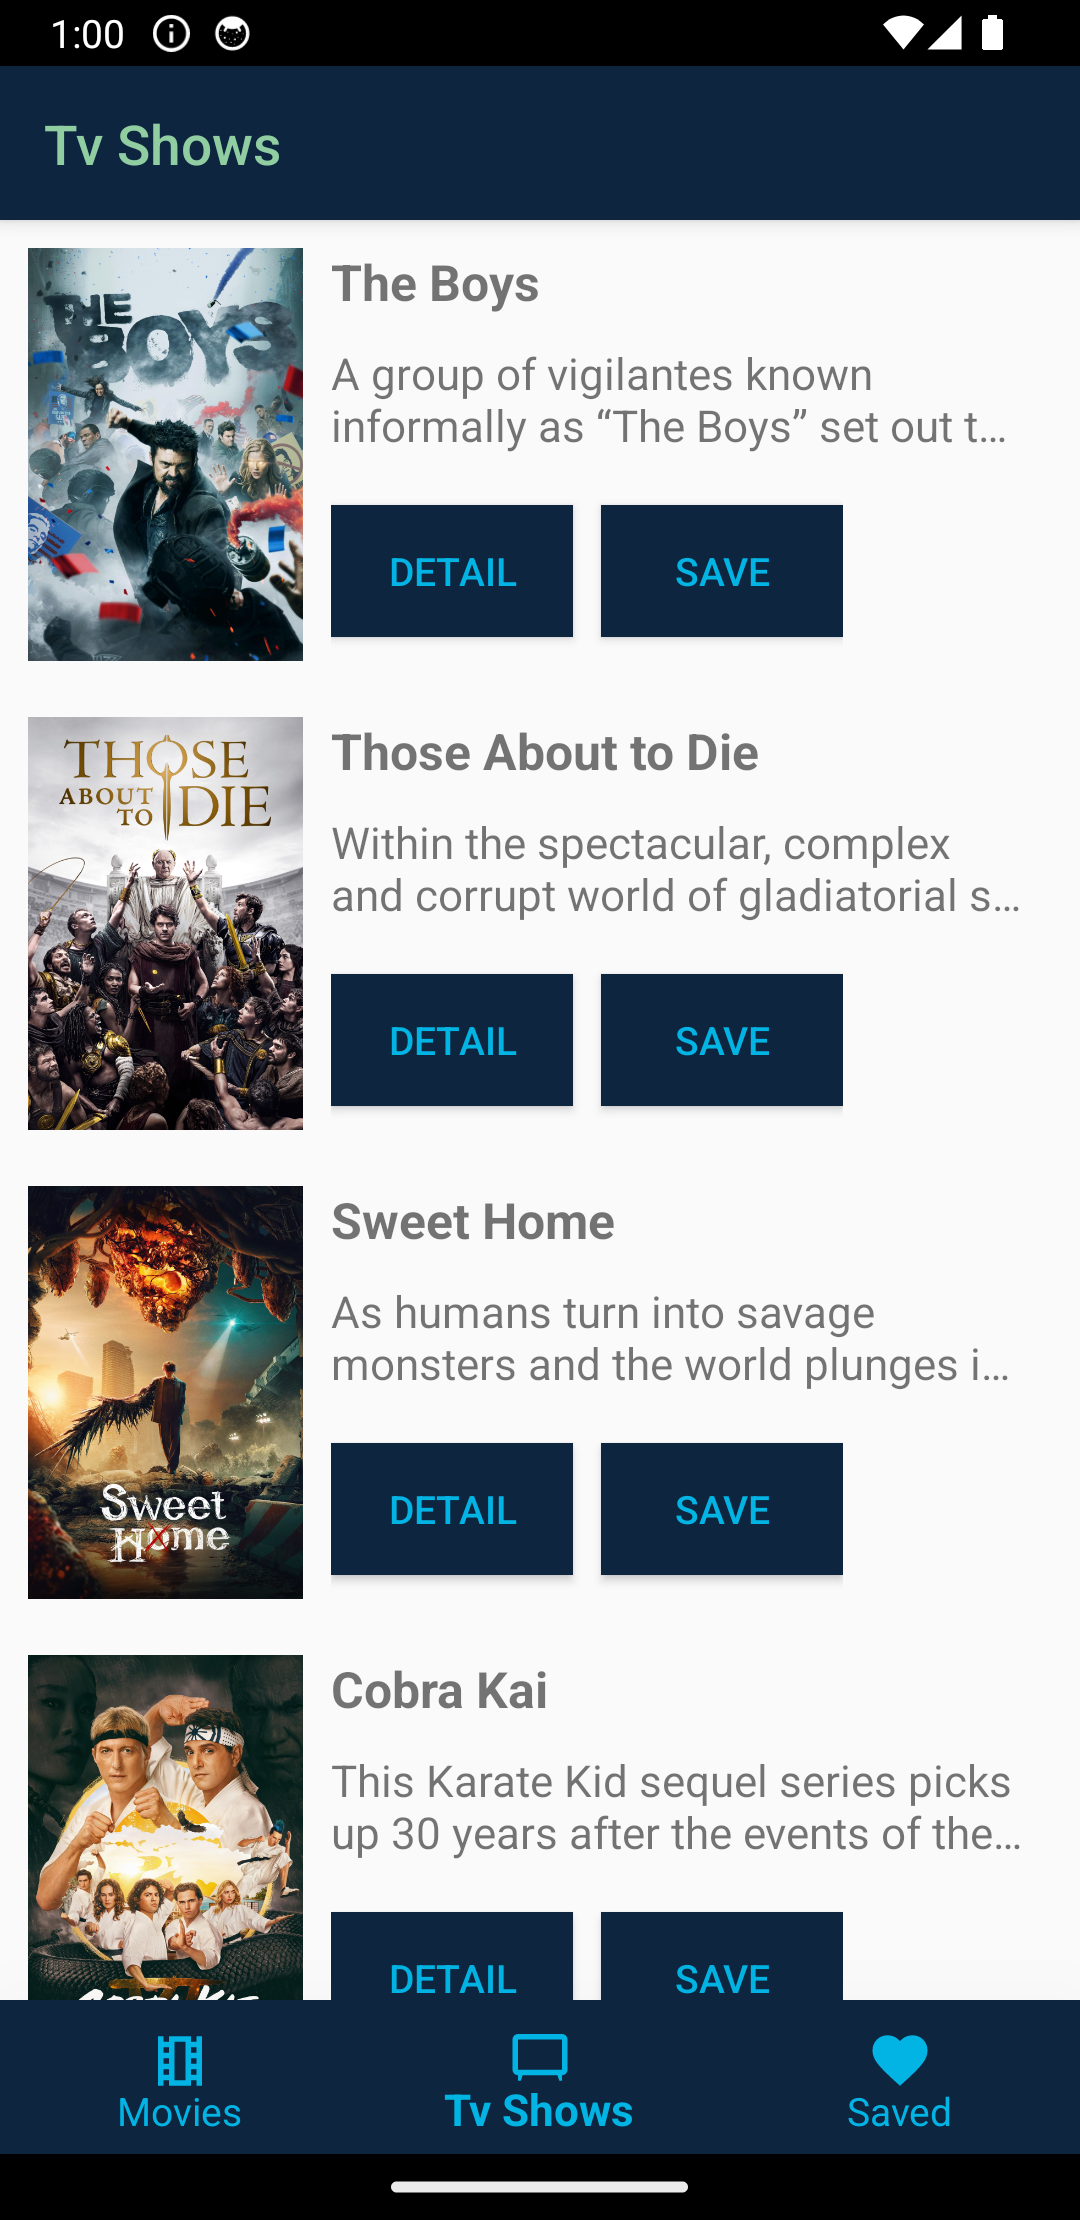 1:00
Tv Shows
THE
BOYS
The Boys
A group of vigilantes known
informally as “The Boys” set out t...
DETAIL SAVE
THOSE
ABOUT
TO DIE
Those About to Die
Within the spectacular, complex
and corrupt world of gladiatorial s...
DETAIL SAVE
Sweet
Home
Sweet Home
As humans turn into savage
monsters and the world plunges i...
DETAIL SAVE
Cobra Kai
This Karate Kid sequel series picks
up 30 years after the events of the...
DETAIL SAVE
Movies Tv Shows Saved